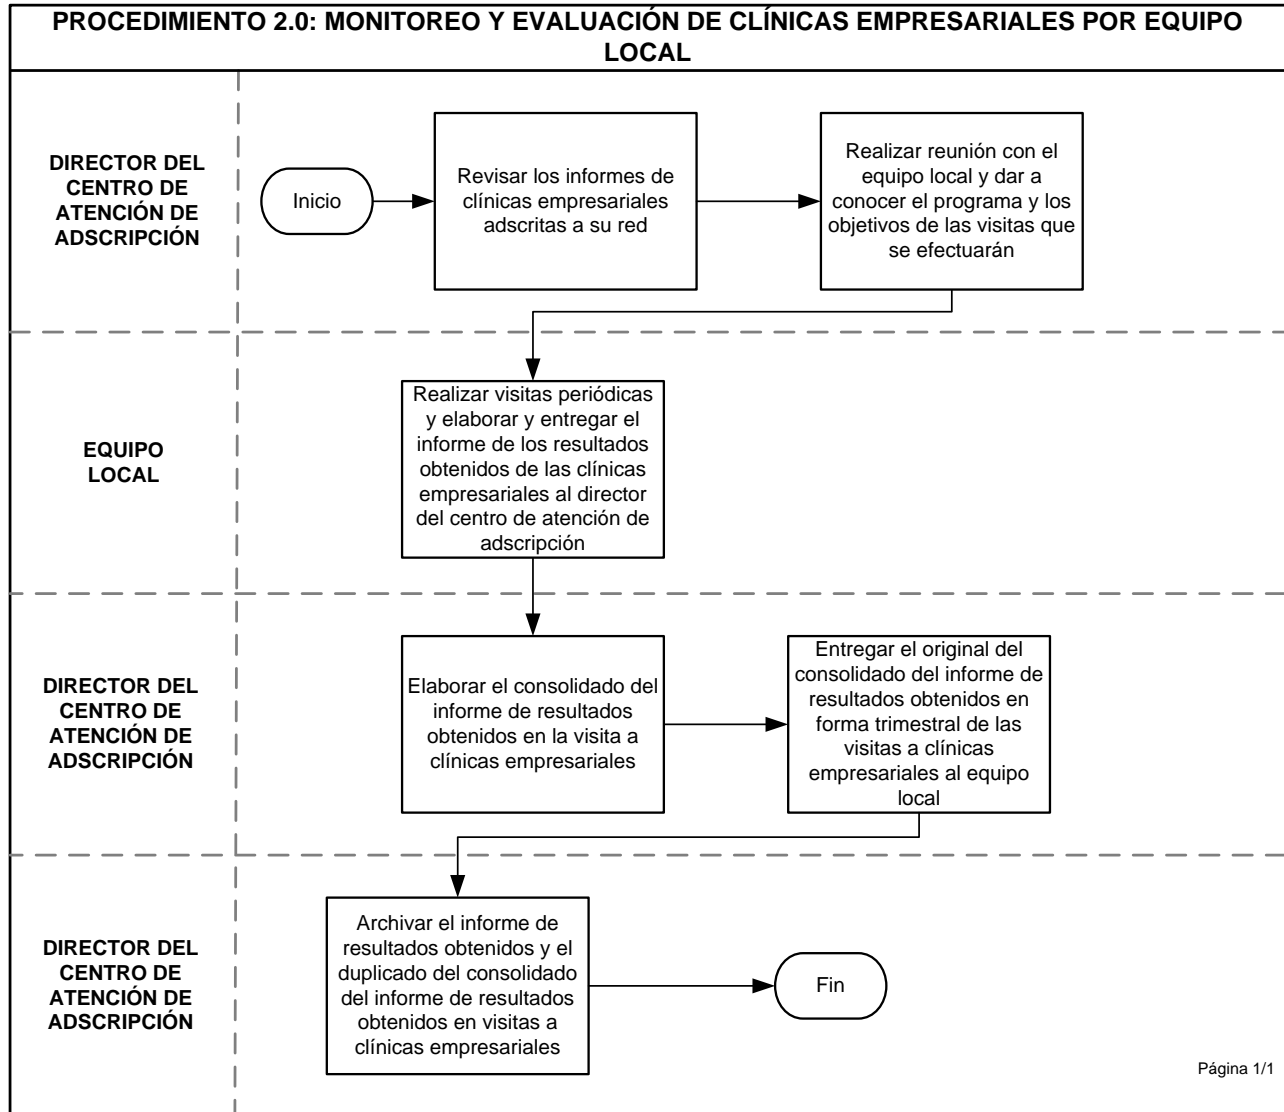 PROCEDIMIENTO 2.0: MONITOREO Y EVALUACIÓN DE CLÍNICAS EMPRESARIALES POR EQUIPO
LOCAL
DIRECTOR DEL
CENTRO DE
ATENCIÓN DE
ADSCRIPCIÓN
Inicio
Revisar los informes de
clínicas empresariales
adscritas a su red
Realizar reunión con el
equipo local y dar a
conocer el programa y los
objetivos de las visitas que
se efectuarán
EQUIPO
LOCAL
Realizar visitas periódicas
y elaborar y entregar el
informe de los resultados
obtenidos de las clínicas
empresariales al director
del centro de atención de
adscripción
DIRECTOR DEL
CENTRO DE
ATENCIÓN DE
ADSCRIPCIÓN
Elaborar el consolidado del
informe de resultados
obtenidos en la visita a
clínicas empresariales
Entregar el original del
consolidado del informe de
resultados obtenidos en
forma trimestral de las
visitas a clínicas
empresariales al equipo
local
DIRECTOR DEL
CENTRO DE
ATENCIÓN DE
ADSCRIPCIÓN
Archivar el informe de
resultados obtenidos y el
duplicado del consolidado
del informe de resultados
obtenidos en visitas a
clínicas empresariales
Fin
Página 1/1